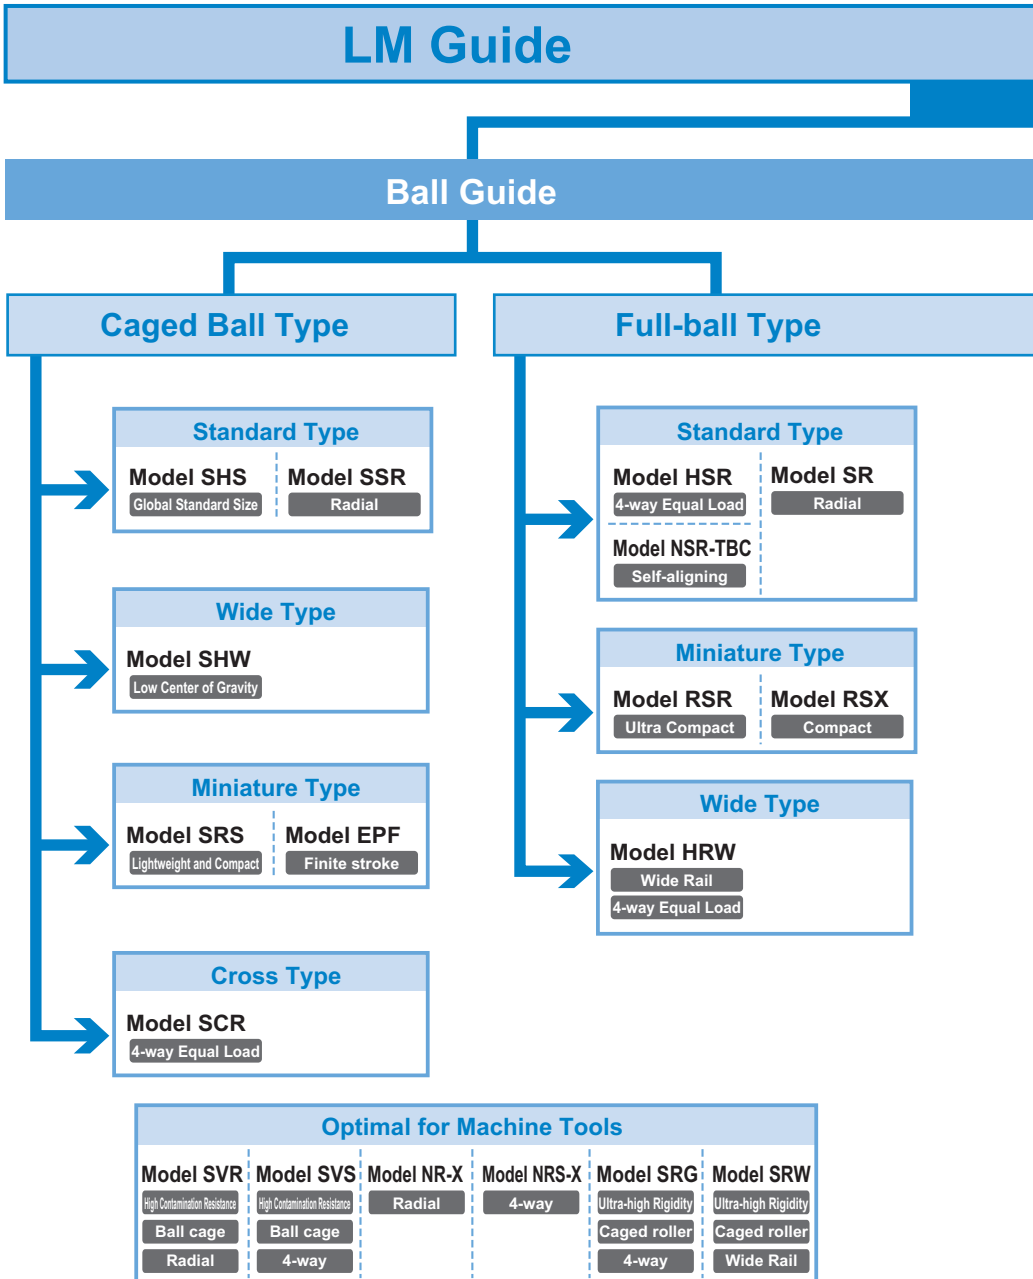 LM Guide
Ball Guide
Caged Ball Type
Standard Type
Model SHS
Global Standard Size
Model SSR
Radial
Wide Type
Model SHW
Low Center of Gravity
Miniature Type
Model SRS
Lightweight and Compact
Model EPF
Finite stroke
Cross Type
Model SCR
4-way Equal Load
Full-ball Type
Standard Type
Model HSR
4-way Equal Load
Model NSR-TBC
Self-aligning
Model SR
Radial
Miniature Type
Model RSR
Ultra Compact
Model RSX
Compact
Wide Type
Model HRW
Wide Rail
4-way Equal Load
Optimal for Machine Tools
Model SVR
High Contamination Resistance
Ball cage
Radial
Model SVS
High Contamination Resistance
Ball cage
4-way
Model NR-X
Radial
Model NRS-X
4-way
Model SRG
Ultra-high Rigidity
Caged roller
4-way
Model SRW
Ultra-high Rigidity
Caged roller
Wide Rail